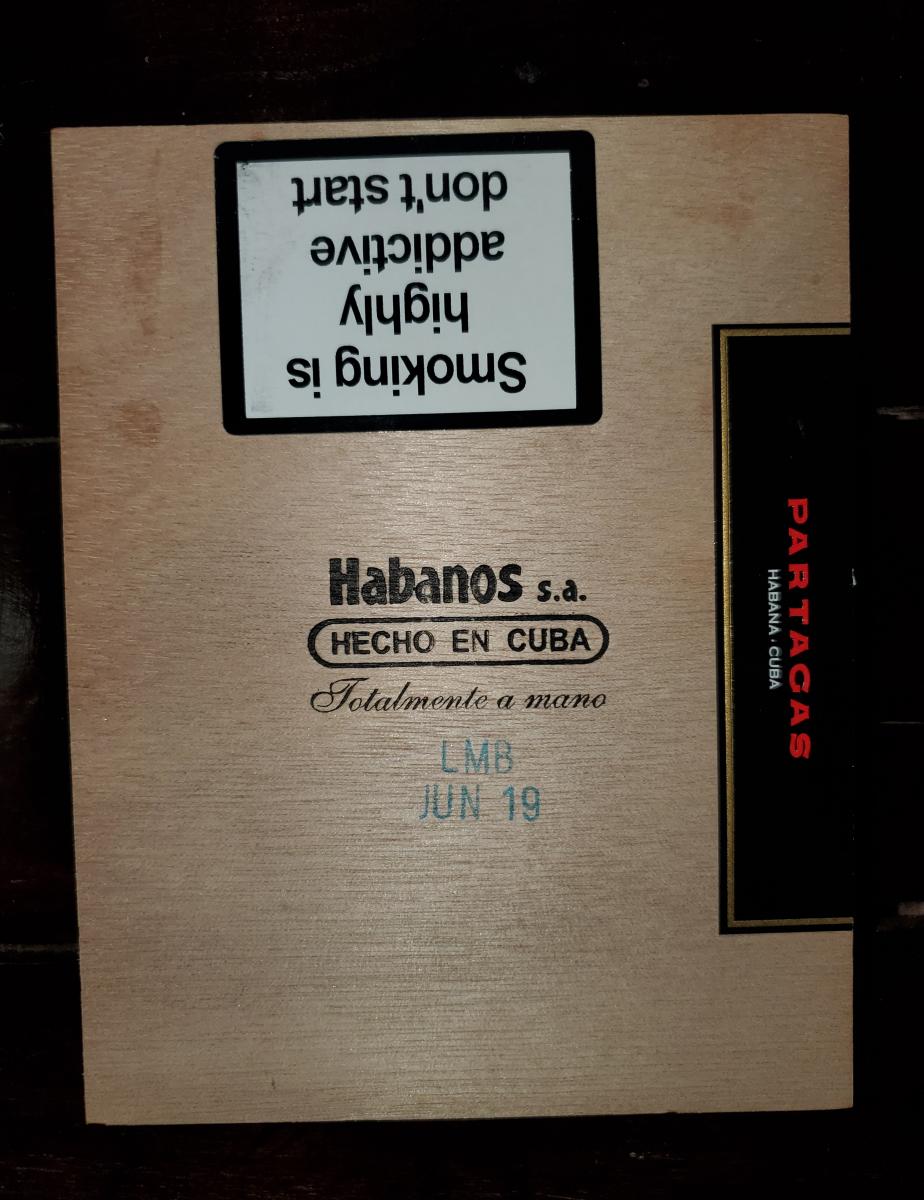 Smoking is
highly
addictive
don't start
Habanos s.a.
HECHO EN CUBA
Totalmente a mano
LMB
JUN 19
PARTAGAS
HABANA · CUBA